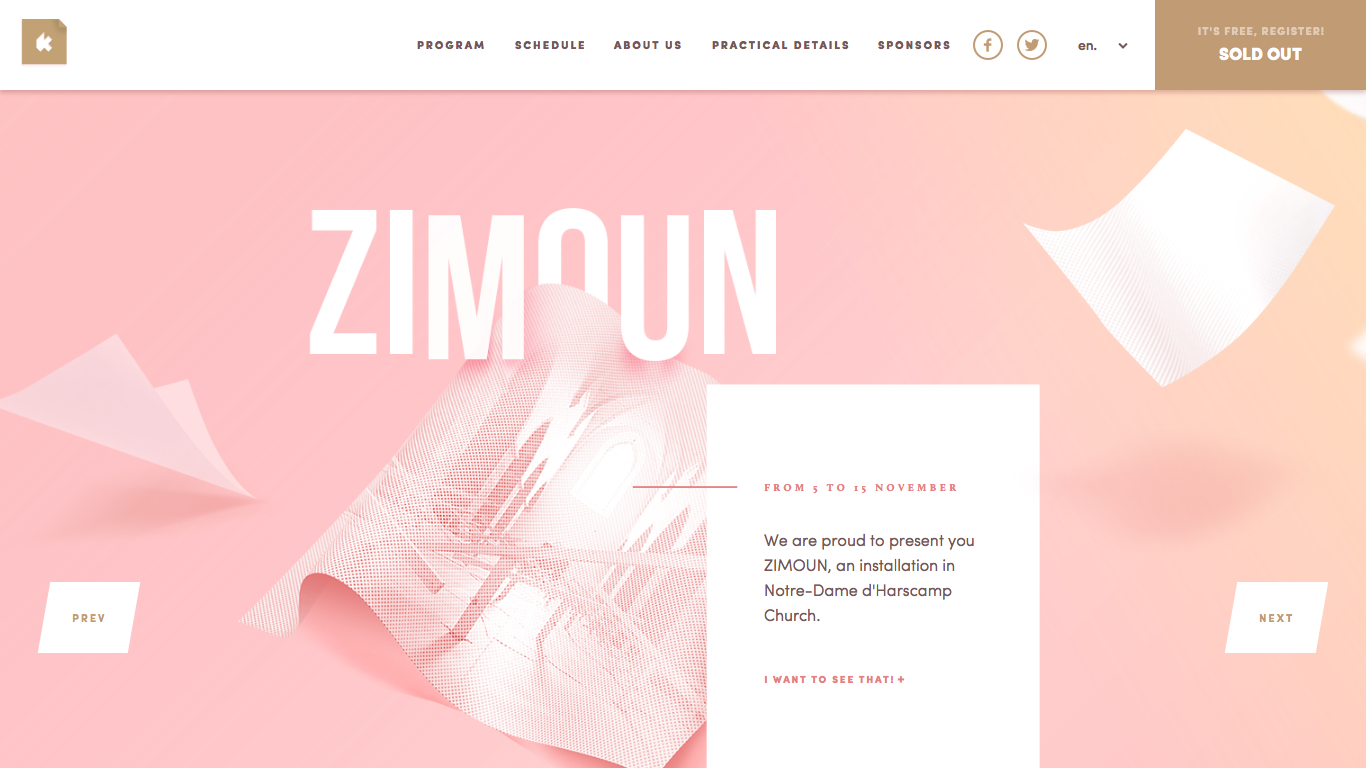 PROGRAM
SCHEDULE
ABOUT US
PRACTICAL DETAILS
SPONSORS
en.
IT'S FREE, REGISTER!
SOLD OUT
ZIMOUN
FROM 5 TO 15 NOVEMBER
We are proud to present you
ZIMOUN, an installation in
Notre-Dame d'Harscamp
Church.
I WANT TO SEE THAT! +
PREV
NEXT